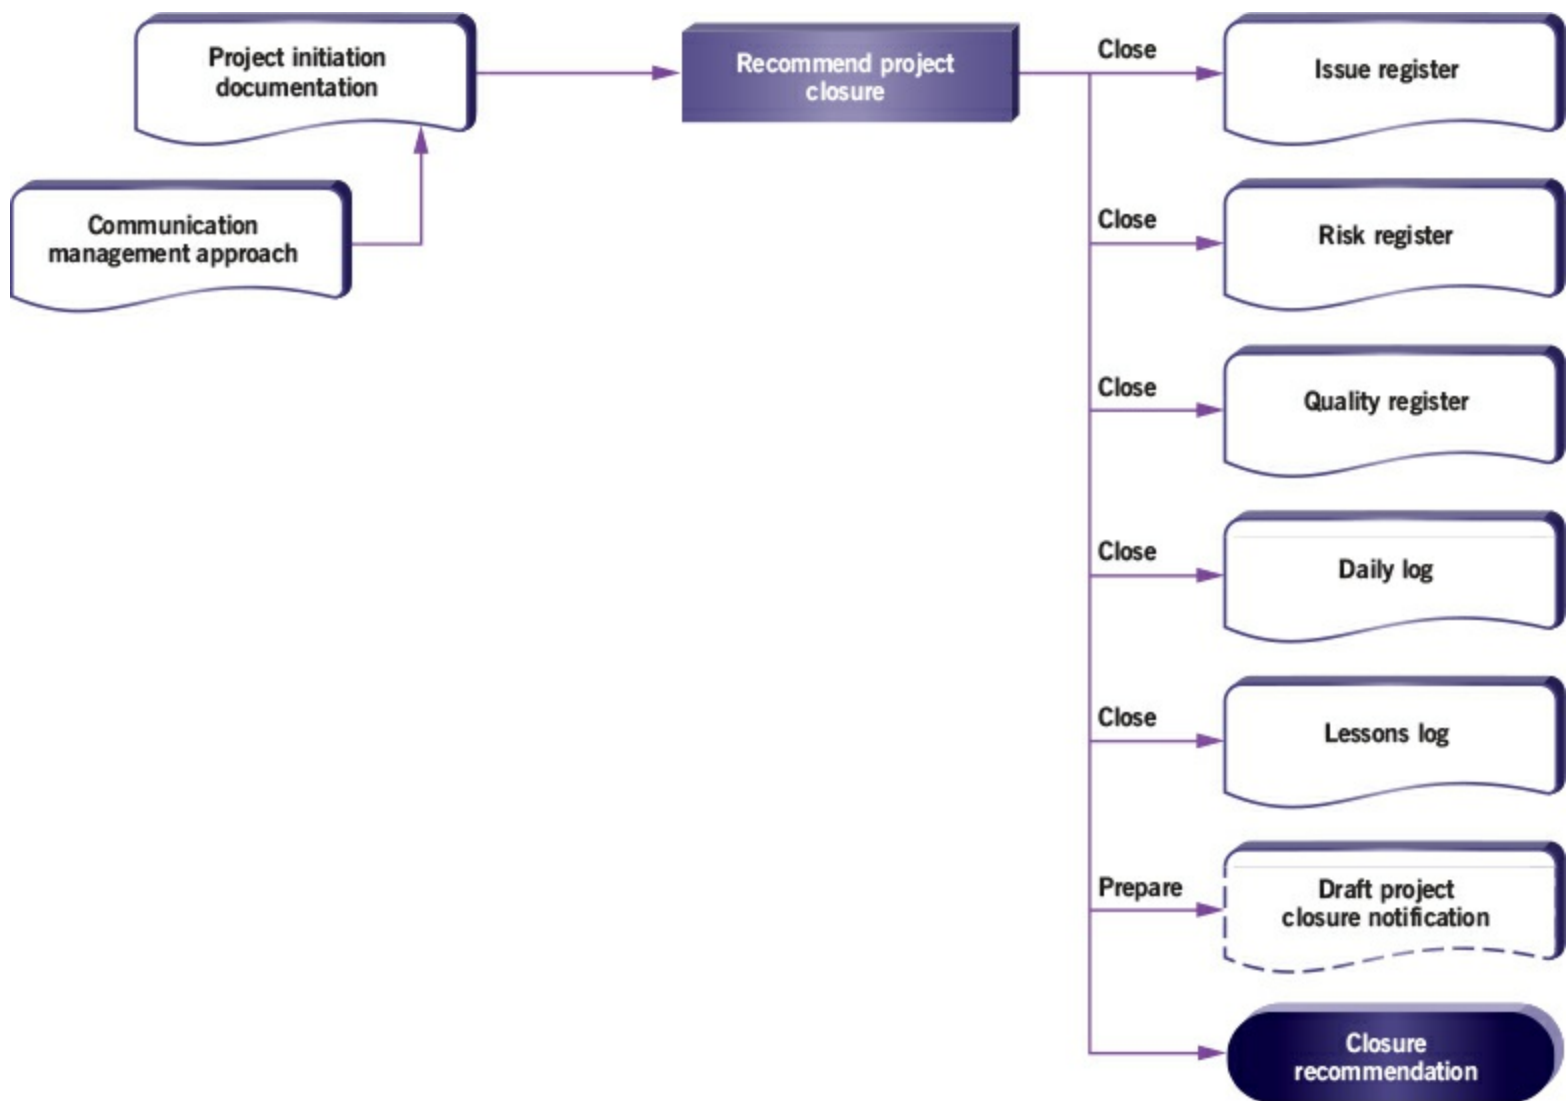 Project initiation
documentation
Recommend project
closure
Close
Issue register
Communication
management approach
Close
Risk register
Close
Quality register
Close
Daily log
Close
Lessons log
Prepare
Draft project
closure notification
Closure
recommendation